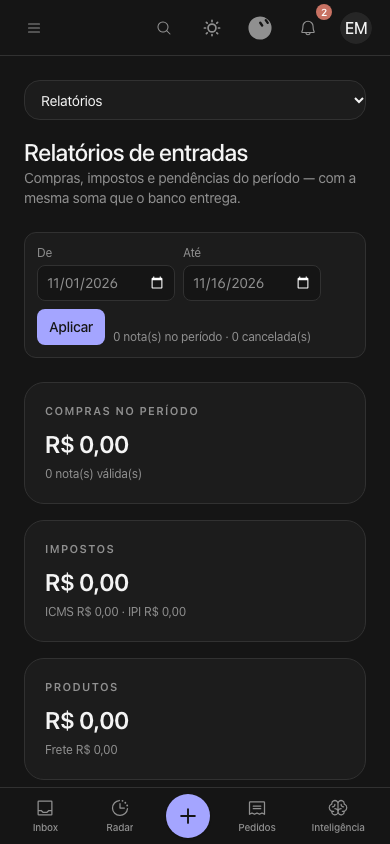 2
EM
Relatórios
Relatórios de entradas
Compras, impostos e pendências do período — com a
mesma soma que o banco entrega.
De
Até
11/01/2026
11/16/2026
Aplicar
0 nota(s) no período · 0 cancelada(s)
COMPRAS NO PERÍODO
R$ 0,00
0 nota(s) válida(s)
IMPOSTOS
R$ 0,00
ICMS R$ 0,00 · IPI R$ 0,00
PRODUTOS
R$ 0,00
Frete R$ 0,00
Inbox
Radar
Pedidos
Inteligência